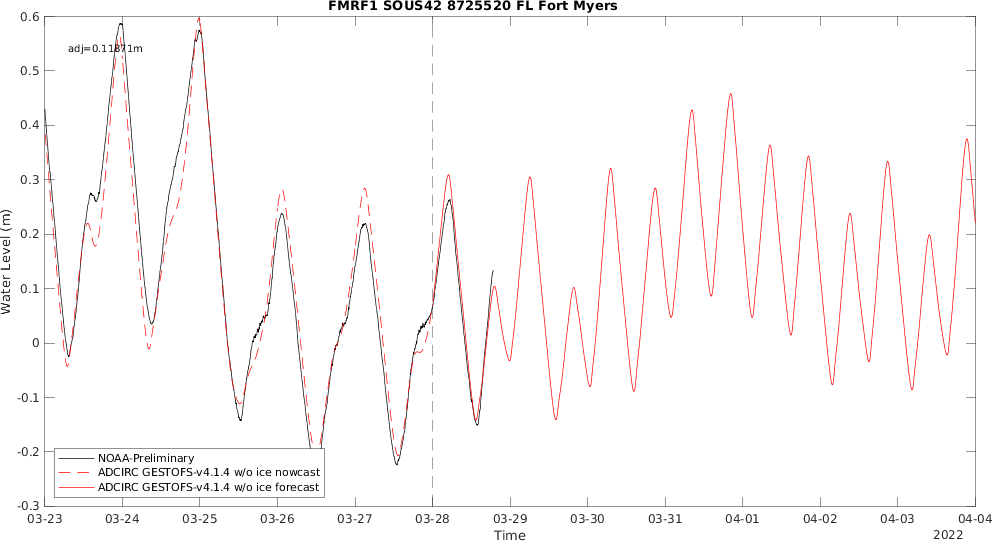 FMRF1 SOUS42 8725520 FL Fort Myers
0.6
adj=0.11871m
0.5
0.4
0.3
0.2
0.1
0
-0.1
-0.2
-0.3
Water Level (m)
NOAA-Preliminary
ADCIRC GESTOFS-v4.1.4 w/o ice nowcast
ADCIRC GESTOFS-v4.1.4 w/o ice forecast
03-23 03-24 03-25 03-26 03-27 03-28 03-29 03-30 03-31 04-01 04-02 04-03 04-04
Time
2022